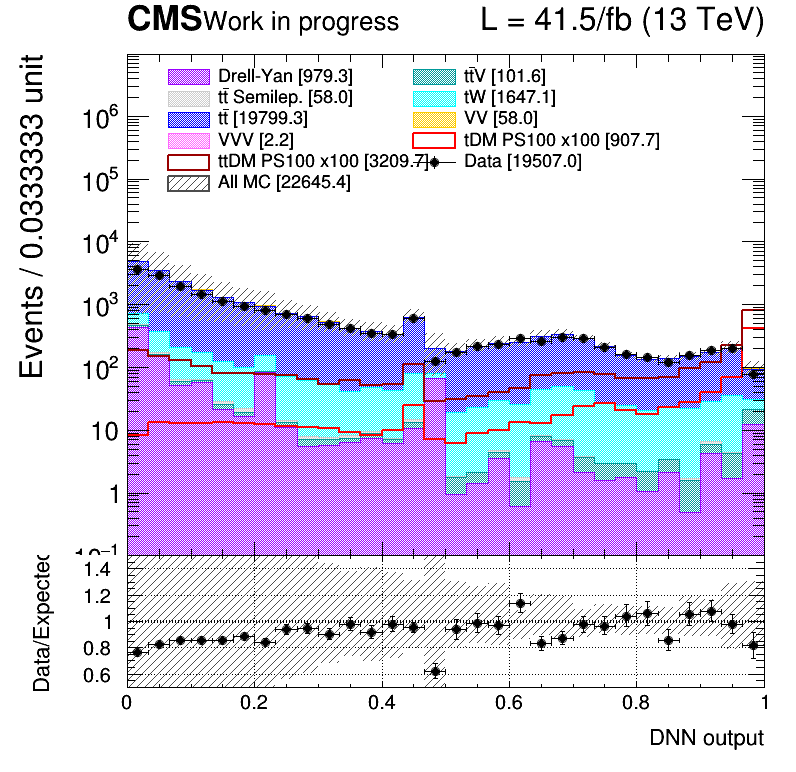 CMS Work in progress L = 41.5/fb (13 TeV)
Events / 0.0333333 unit
Drell-Yan [979.3] tt̄V [101.6]
tt̄ Semilep. [58.0] tW [1647.1]
tt̄ [19799.3] VV [58.0]
VVV [2.2] tDM PS100 x100 [907.7]
ttDM PS100 x100 [3209.7] Data [19507.0]
All MC [22645.4]
10⁶
10⁵
10⁴
10³
10²
10
1
10⁻¹
Data/Expected
1.4
1.2
1
0.8
0.6
0 0.2 0.4 0.6 0.8 1
DNN output